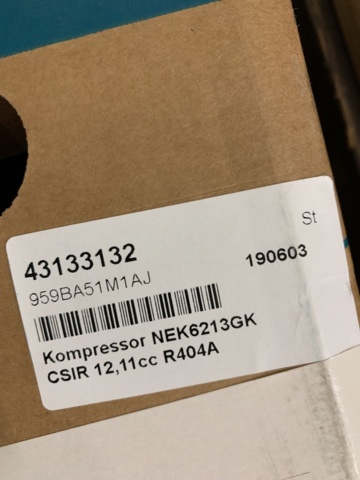 St
43133132
190603
959BA51M1AJ
Kompressor NEK6213GK
CSIR 12,11cc R404A